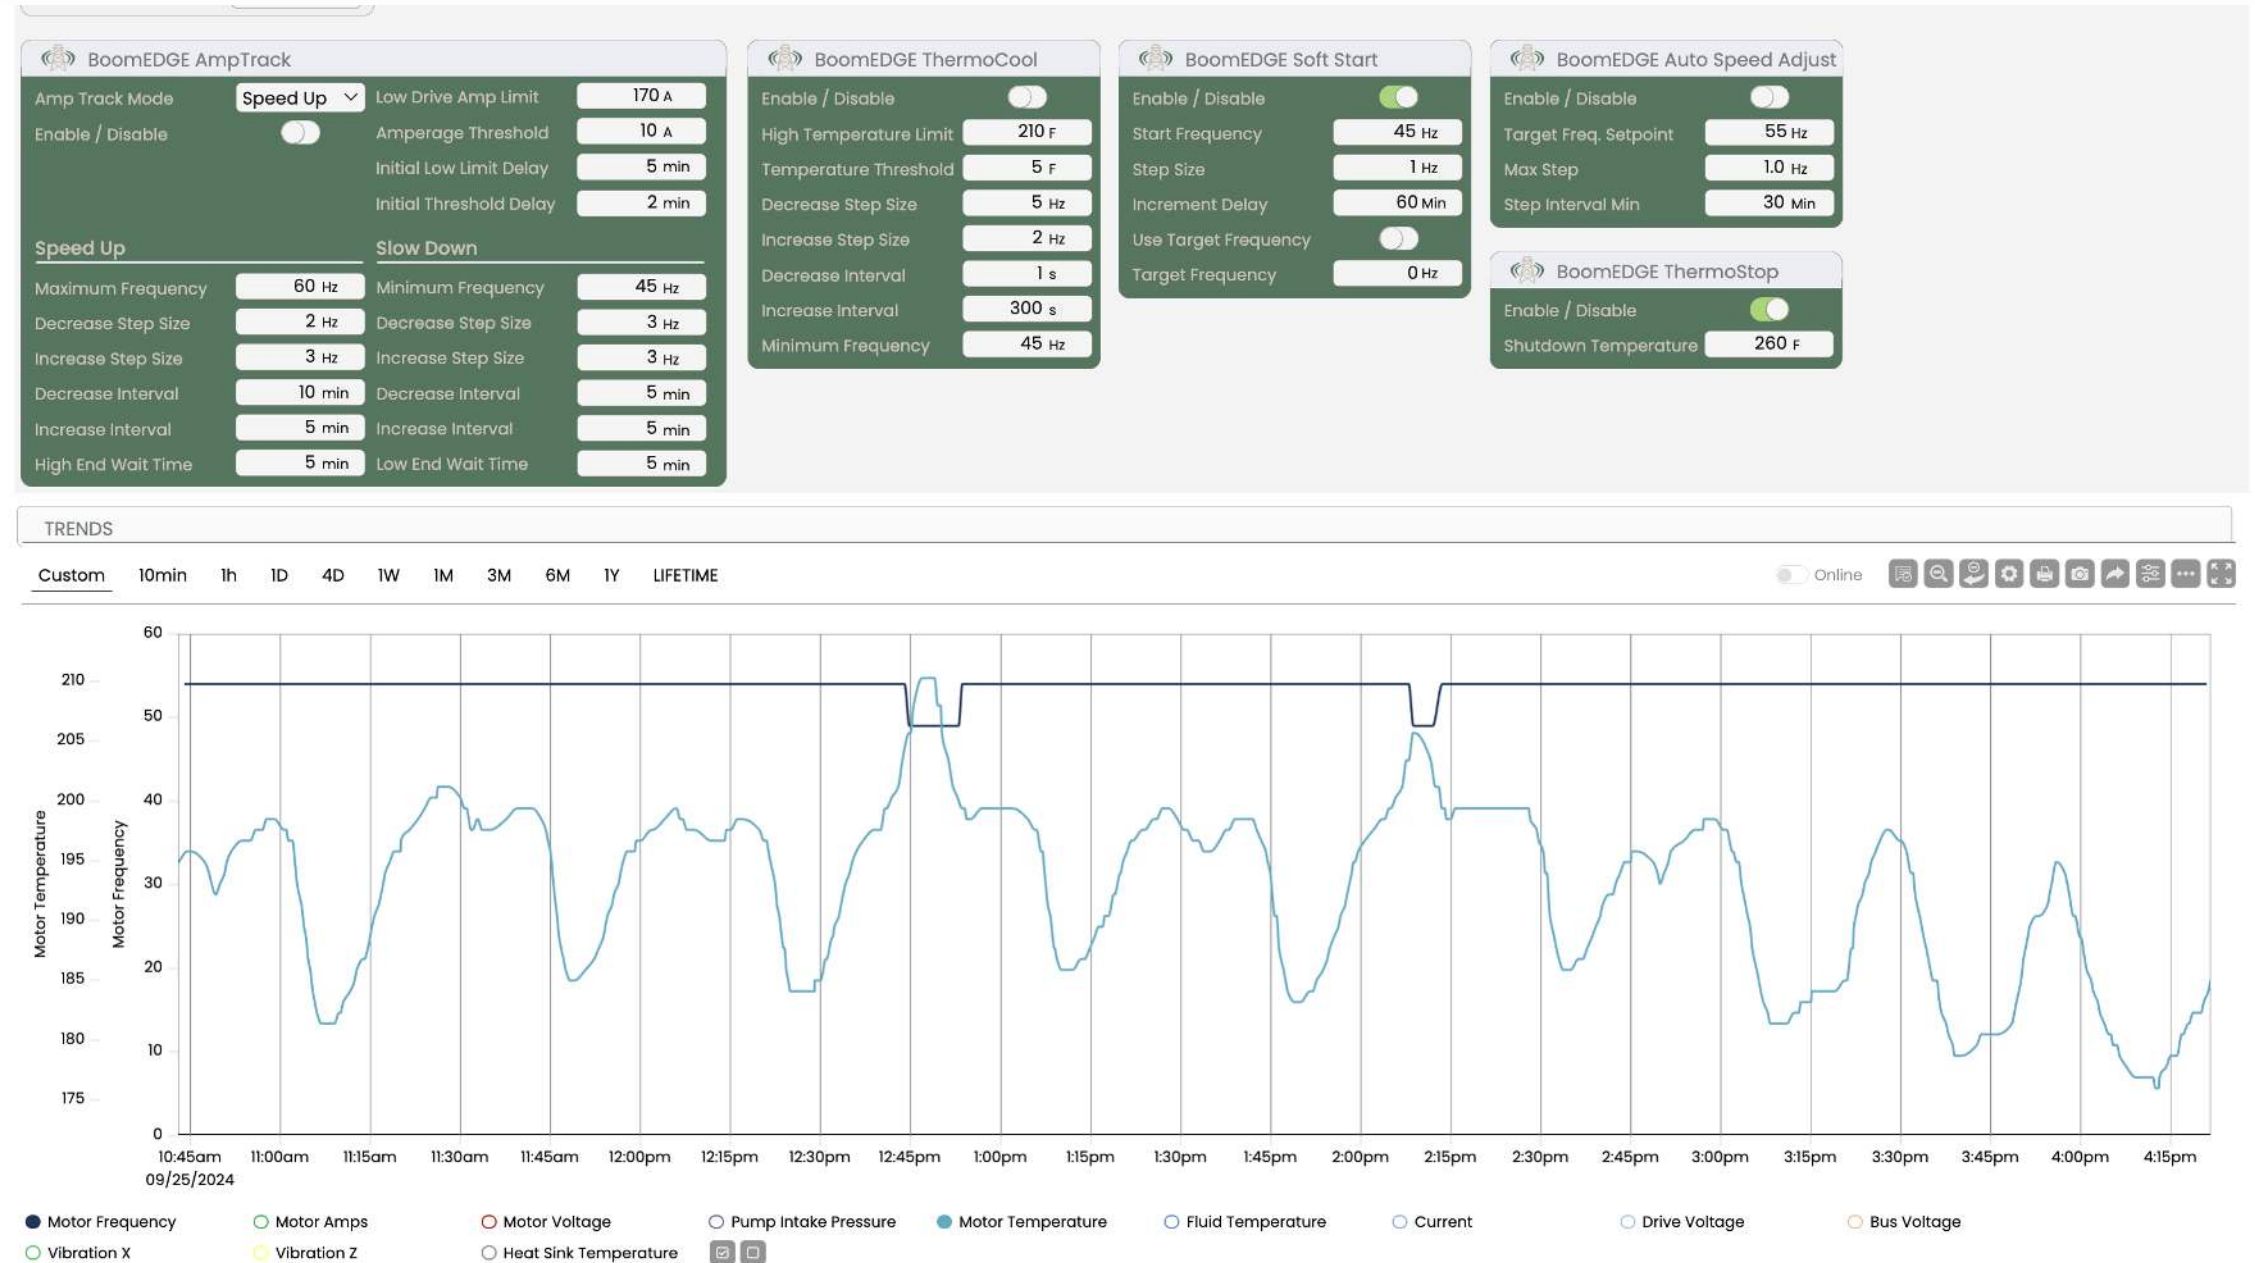 BoomEDGE AmpTrack
Amp Track Mode Speed Up Low Drive Amp Limit 170 A
Enable / Disable Amperage Threshold 10 A
Initial Low Limit Delay 5 min
Initial Threshold Delay 2 min
Speed Up Slow Down
Maximum Frequency 60 Hz Minimum Frequency 45 Hz
Decrease Step Size 2 Hz Decrease Step Size 3 Hz
Increase Step Size 3 Hz Increase Step Size 3 Hz
Decrease Interval 10 min Decrease Interval 5 min
Increase Interval 5 min Increase Interval 5 min
High End Wait Time 5 min Low End Wait Time 5 min
BoomEDGE ThermoCool
Enable / Disable
High Temperature Limit 210 F
Temperature Threshold 5 F
Decrease Step Size 5 Hz
Increase Step Size 2 Hz
Decrease Interval 1 s
Increase Interval 300 s
Minimum Frequency 45 Hz
BoomEDGE Soft Start
Enable / Disable
Start Frequency 45 Hz
Step Size 1 Hz
Increment Delay 60 Min
Use Target Frequency
Target Frequency 0 Hz
BoomEDGE Auto Speed Adjust
Enable / Disable
Target Freq. Setpoint 55 Hz
Max Step 1.0 Hz
Step Interval Min 30 Min
BoomEDGE ThermoStop
Enable / Disable
Shutdown Temperature 260 F
TRENDS
Custom 10min 1h 1D 4D 1W 1M 3M 6M 1Y LIFETIME Online
Motor Temperature
210
205
200
195
190
185
180
175
Motor Frequency
60
50
40
30
20
10
0
10:45am 11:00am 11:15am 11:30am 11:45am 12:00pm 12:15pm 12:30pm 12:45pm 1:00pm 1:15pm 1:30pm 1:45pm 2:00pm 2:15pm 2:30pm 2:45pm 3:00pm 3:15pm 3:30pm 3:45pm 4:00pm 4:15pm
09/25/2024
Motor Frequency Motor Amps Motor Voltage Pump Intake Pressure Motor Temperature Fluid Temperature Current Drive Voltage Bus Voltage
Vibration X Vibration Z Heat Sink Temperature